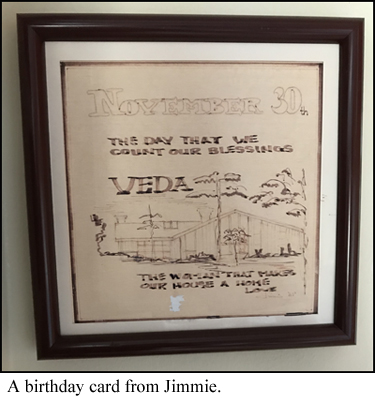 NOVEMBER 30th
THE DAY THAT WE
COUNT OUR BLESSINGS
VEDA
THE WOMAN THAT MAKES
OUR HOUSE A HOME
LOVE
A birthday card from Jimmie.